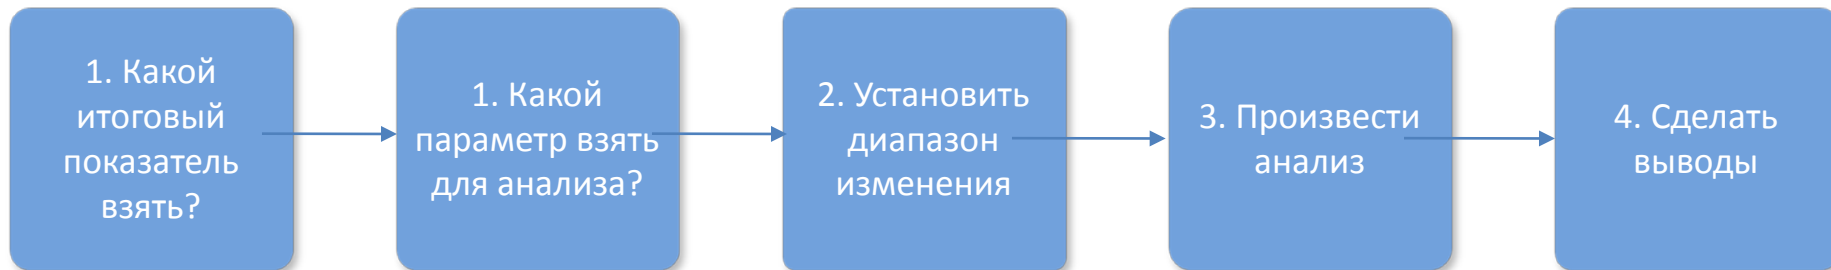 1. Какой
итоговый
показатель
взять?
1. Какой
параметр взять
для анализа?
2. Установить
диапазон
изменения
3. Произвести
анализ
4. Сделать
выводы